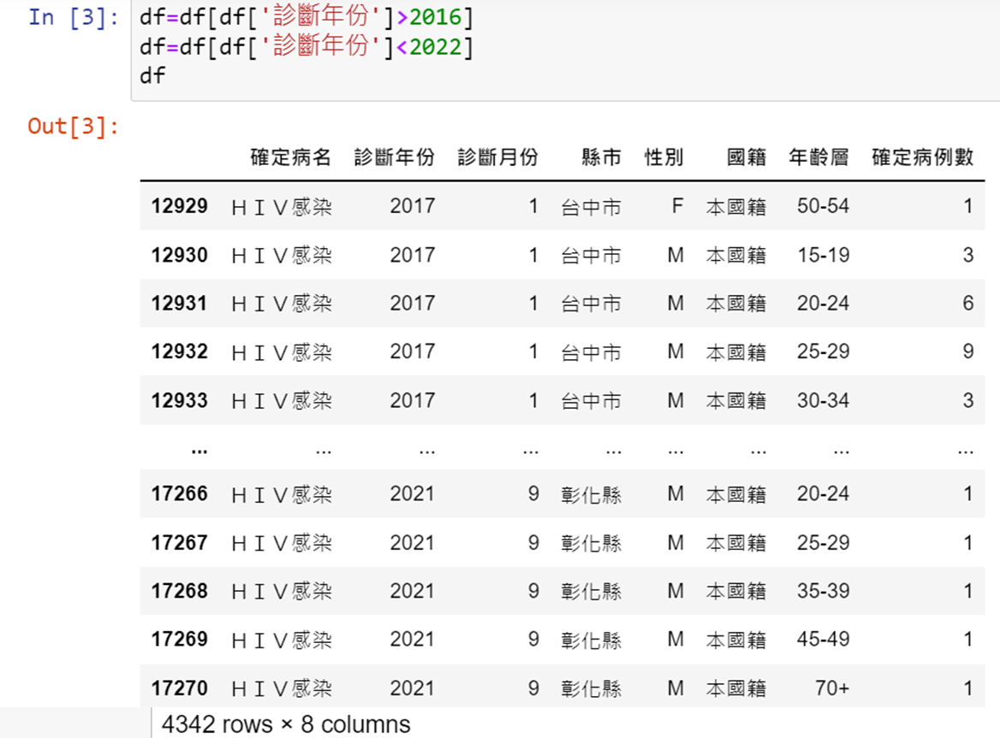 In [3]: df=df[df['診斷年份']>2016]
df=df[df['診斷年份']<2022]
df
Out[3]:
確定病名 診斷年份 診斷月份 縣市 性別 國籍 年齡層 確定病例數
12929 ＨＩＶ感染 2017 1 台中市 F 本國籍 50-54 1
12930 ＨＩＶ感染 2017 1 台中市 M 本國籍 15-19 3
12931 ＨＩＶ感染 2017 1 台中市 M 本國籍 20-24 6
12932 ＨＩＶ感染 2017 1 台中市 M 本國籍 25-29 9
12933 ＨＩＶ感染 2017 1 台中市 M 本國籍 30-34 3
... ... ... ... ... ... ... ... ...
17266 ＨＩＶ感染 2021 9 彰化縣 M 本國籍 20-24 1
17267 ＨＩＶ感染 2021 9 彰化縣 M 本國籍 25-29 1
17268 ＨＩＶ感染 2021 9 彰化縣 M 本國籍 35-39 1
17269 ＨＩＶ感染 2021 9 彰化縣 M 本國籍 45-49 1
17270 ＨＩＶ感染 2021 9 彰化縣 M 本國籍 70+ 1
4342 rows × 8 columns